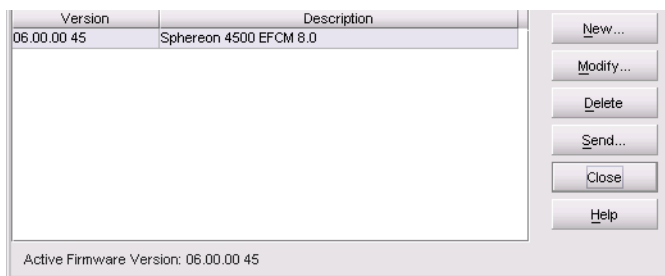 Version Description
06.00.00 45 Sphereon 4500 EFCM 8.0
New...
Modify...
Delete
Send...
Close
Help
Active Firmware Version: 06.00.00 45